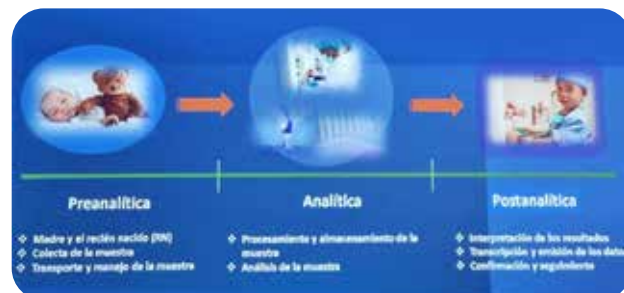 Preanalítica
❖ Madre y el recién nacido (RN)
❖ Colecta de la muestra
❖ Transporte y manejo de la muestra
Analítica
❖ Procesamiento y almacenamiento de la
muestra
❖ Análisis de la muestra
Postanalítica
❖ Interpretación de los resultados
❖ Transcripción y emisión de los datos
❖ Confirmación y seguimiento